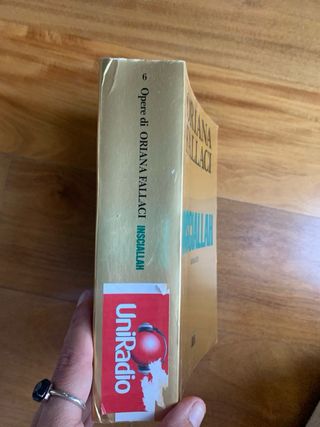 6 Opere di ORIANA FALLACI INSCIALLAH
UniRadio
ORIANA
FALLACI
INSCIALLAH